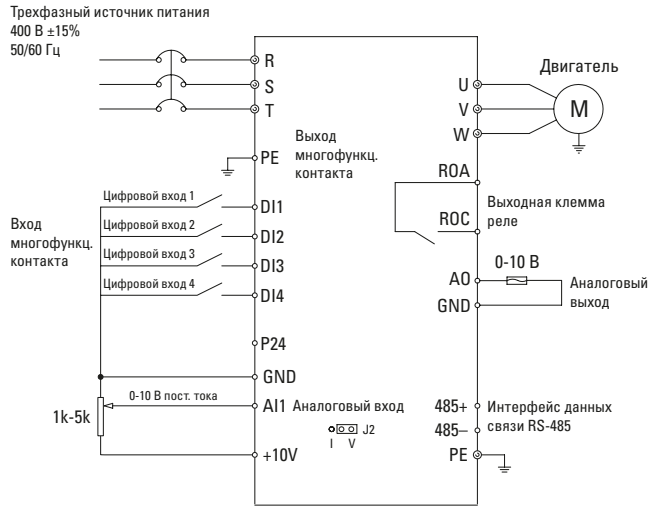 Трехфазный источник питания
400 В ±15%
50/60 Гц
R
S
T
PE
Выход
многофункц.
контакта
U
V
W
Двигатель
M
ROA
ROC
Выходная клемма
реле
Вход
многофункц.
контакта
Цифровой вход 1
DI1
Цифровой вход 2
DI2
Цифровой вход 3
DI3
Цифровой вход 4
DI4
0-10 В
AO
GND
Аналоговый
выход
P24
GND
0-10 В пост. тока
1k-5k
AI1 Аналоговый вход
J2
I V
+10V
485+
485–
Интерфейс данных
связи RS-485
PE